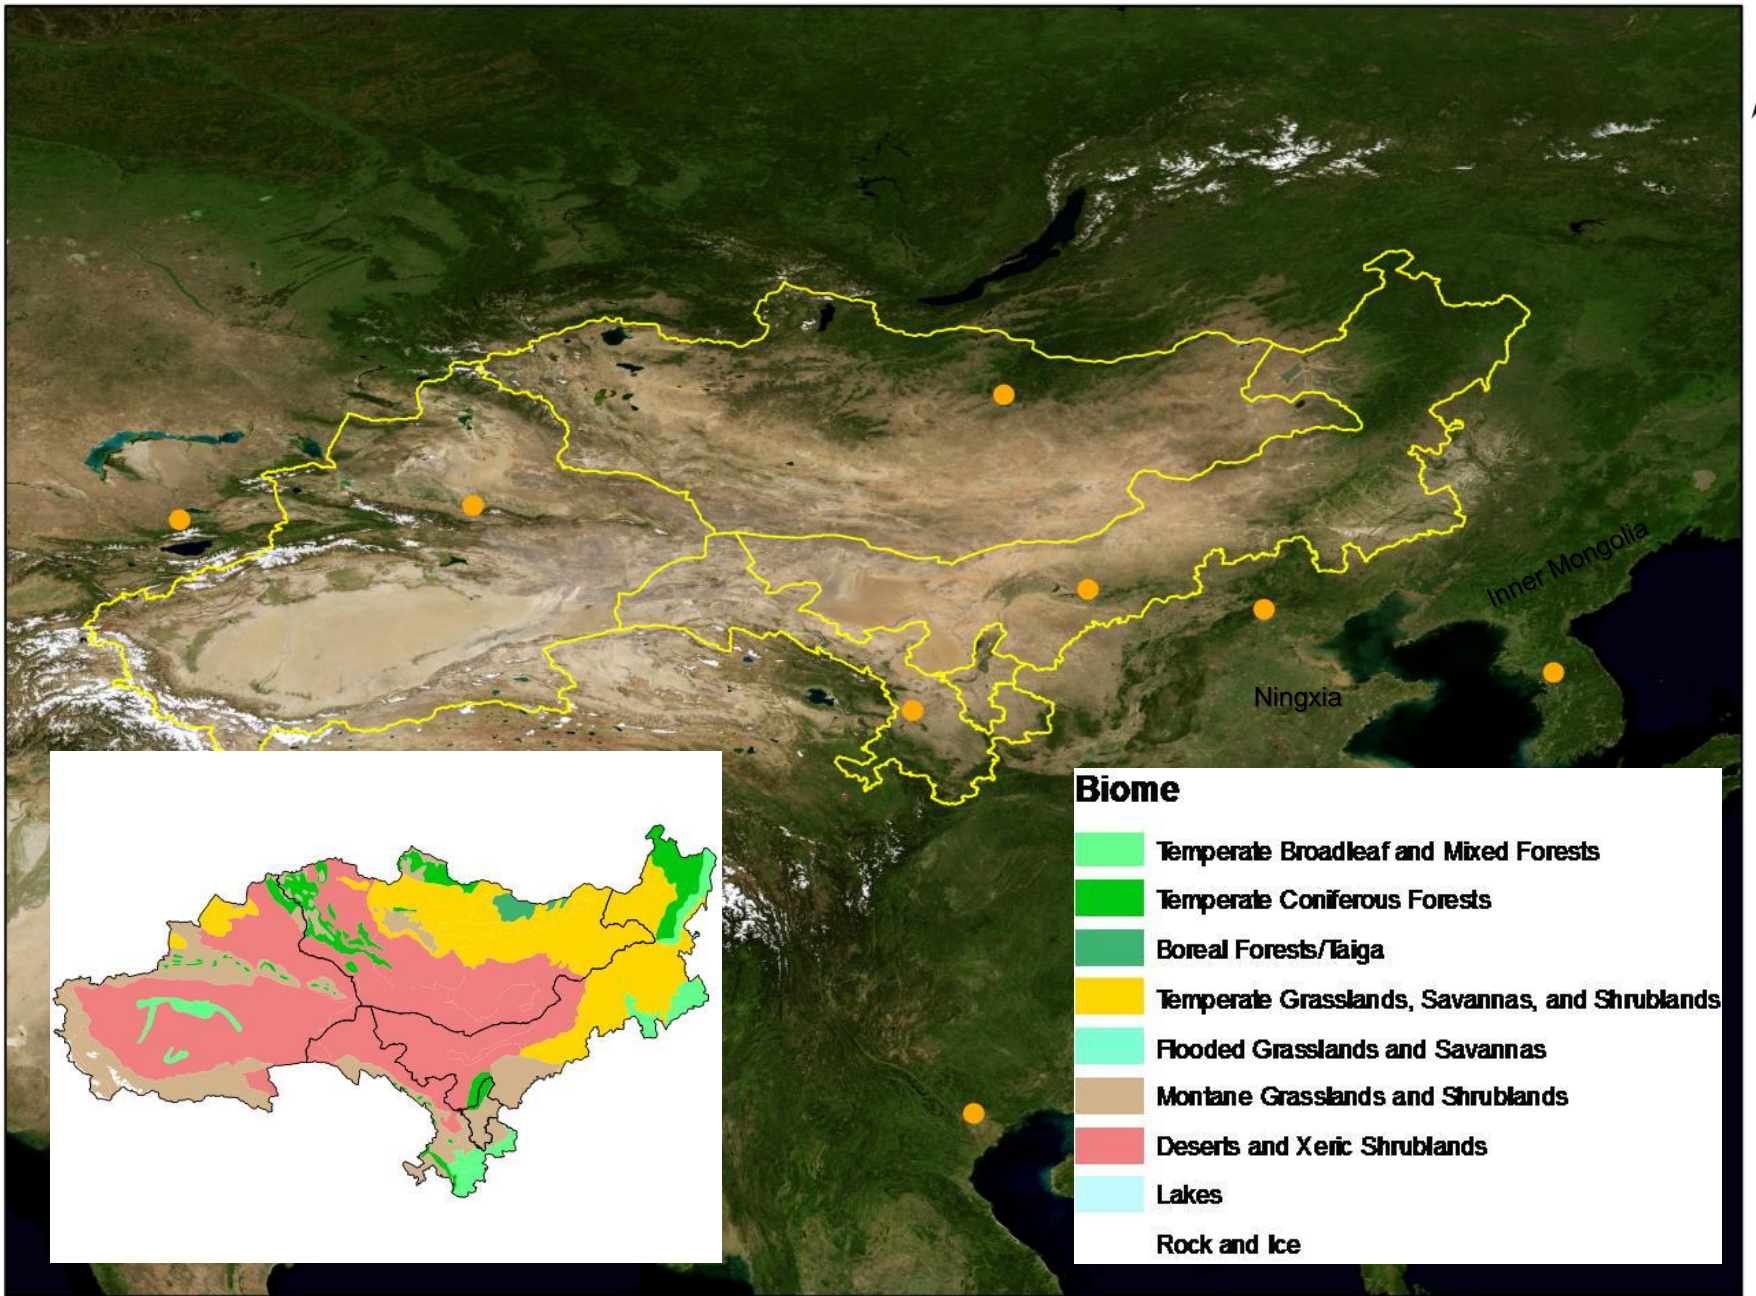 Inner Mongolia
Ningxia
Biome
Temperate Broadleaf and Mixed Forests
Temperate Coniferous Forests
Boreal Forests/Taiga
Temperate Grasslands, Savannas, and Shrublands
Flooded Grasslands and Savannas
Montane Grasslands and Shrublands
Deserts and Xeric Shrublands
Lakes
Rock and Ice